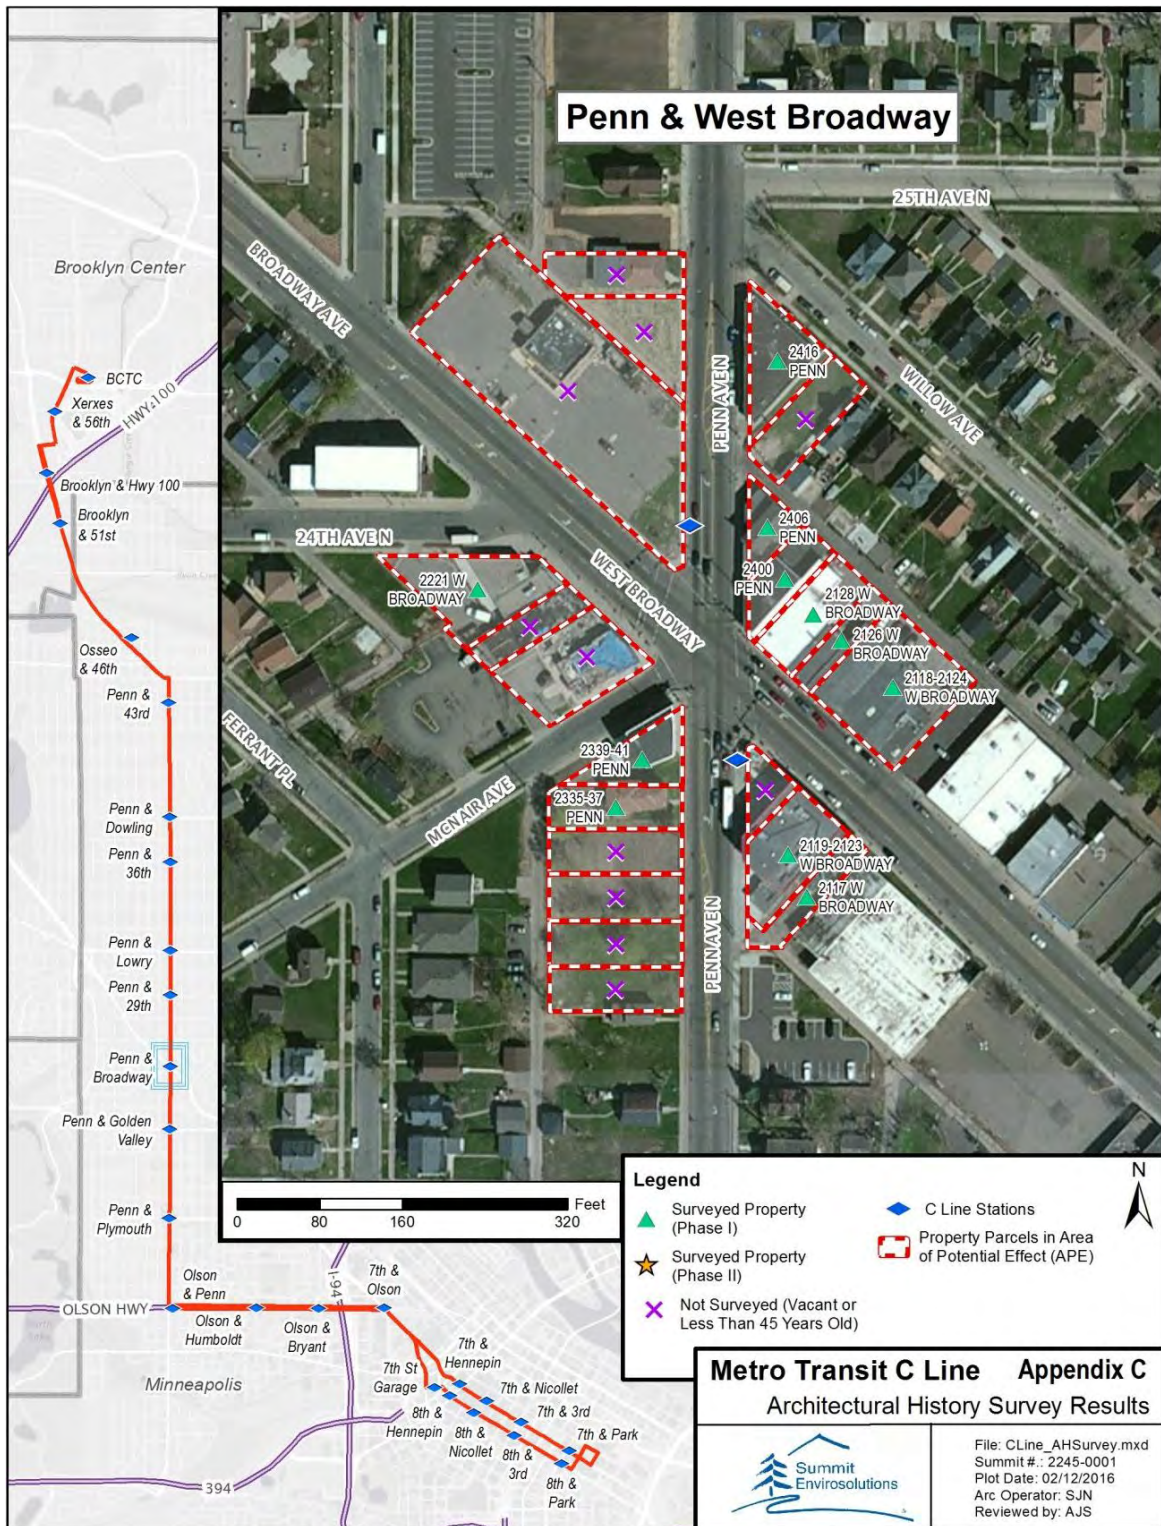 Penn & West Broadway
25TH AVE N
BROADWAY AVE
PENN AVE N
WILLOW AVE
2416
PENN
24TH AVE N
WEST BROADWAY
2406
PENN
2400
PENN
2221 W
BROADWAY
2128 W
BROADWAY
2126 W
BROADWAY
2118-2124
W BROADWAY
FERRANT PL
MCNAIR AVE
2339-41
PENN
2335-37
PENN
2119-2123
W BROADWAY
2117 W
BROADWAY
PENN AVE N
Brooklyn Center
BCTC
HWY 100
Xerxes
& 56th
Brooklyn & Hwy 100
Brooklyn
& 51st
Osseo
& 46th
Penn &
43rd
Penn &
Dowling
Penn &
36th
Penn &
Lowry
Penn &
29th
Penn &
Broadway
Penn & Golden
Valley
Penn &
Plymouth
Olson
& Penn
OLSON HWY
Olson &
Humboldt
I-94
Olson &
Bryant
7th &
Olson
Minneapolis
7th St
Garage
7th &
Hennepin
7th & Nicollet
7th & 3rd
7th & Park
8th &
Hennepin
8th &
Nicollet
8th &
3rd
8th &
Park
394
Feet
0 80 160 320
Legend
Surveyed Property
(Phase I)
Surveyed Property
(Phase II)
Not Surveyed (Vacant or
Less Than 45 Years Old)
C Line Stations
Property Parcels in Area
of Potential Effect (APE)
N
Metro Transit C Line Appendix C
Architectural History Survey Results
Summit
Envirosolutions
File: CLine_AHSurvey.mxd
Summit #.: 2245-0001
Plot Date: 02/12/2016
Arc Operator: SJN
Reviewed by: AJS